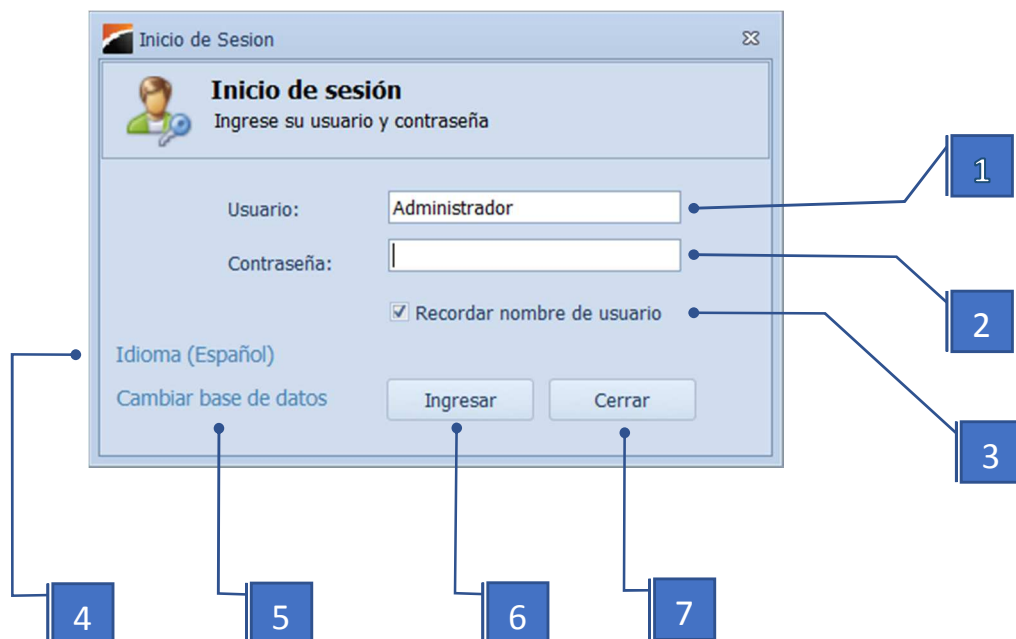 Inicio de Sesion
Inicio de sesión
Ingrese su usuario y contraseña
1
Usuario: Administrador
Contraseña:
2
Recordar nombre de usuario
Idioma (Español)
Cambiar base de datos Ingresar Cerrar
3
4 5 6 7